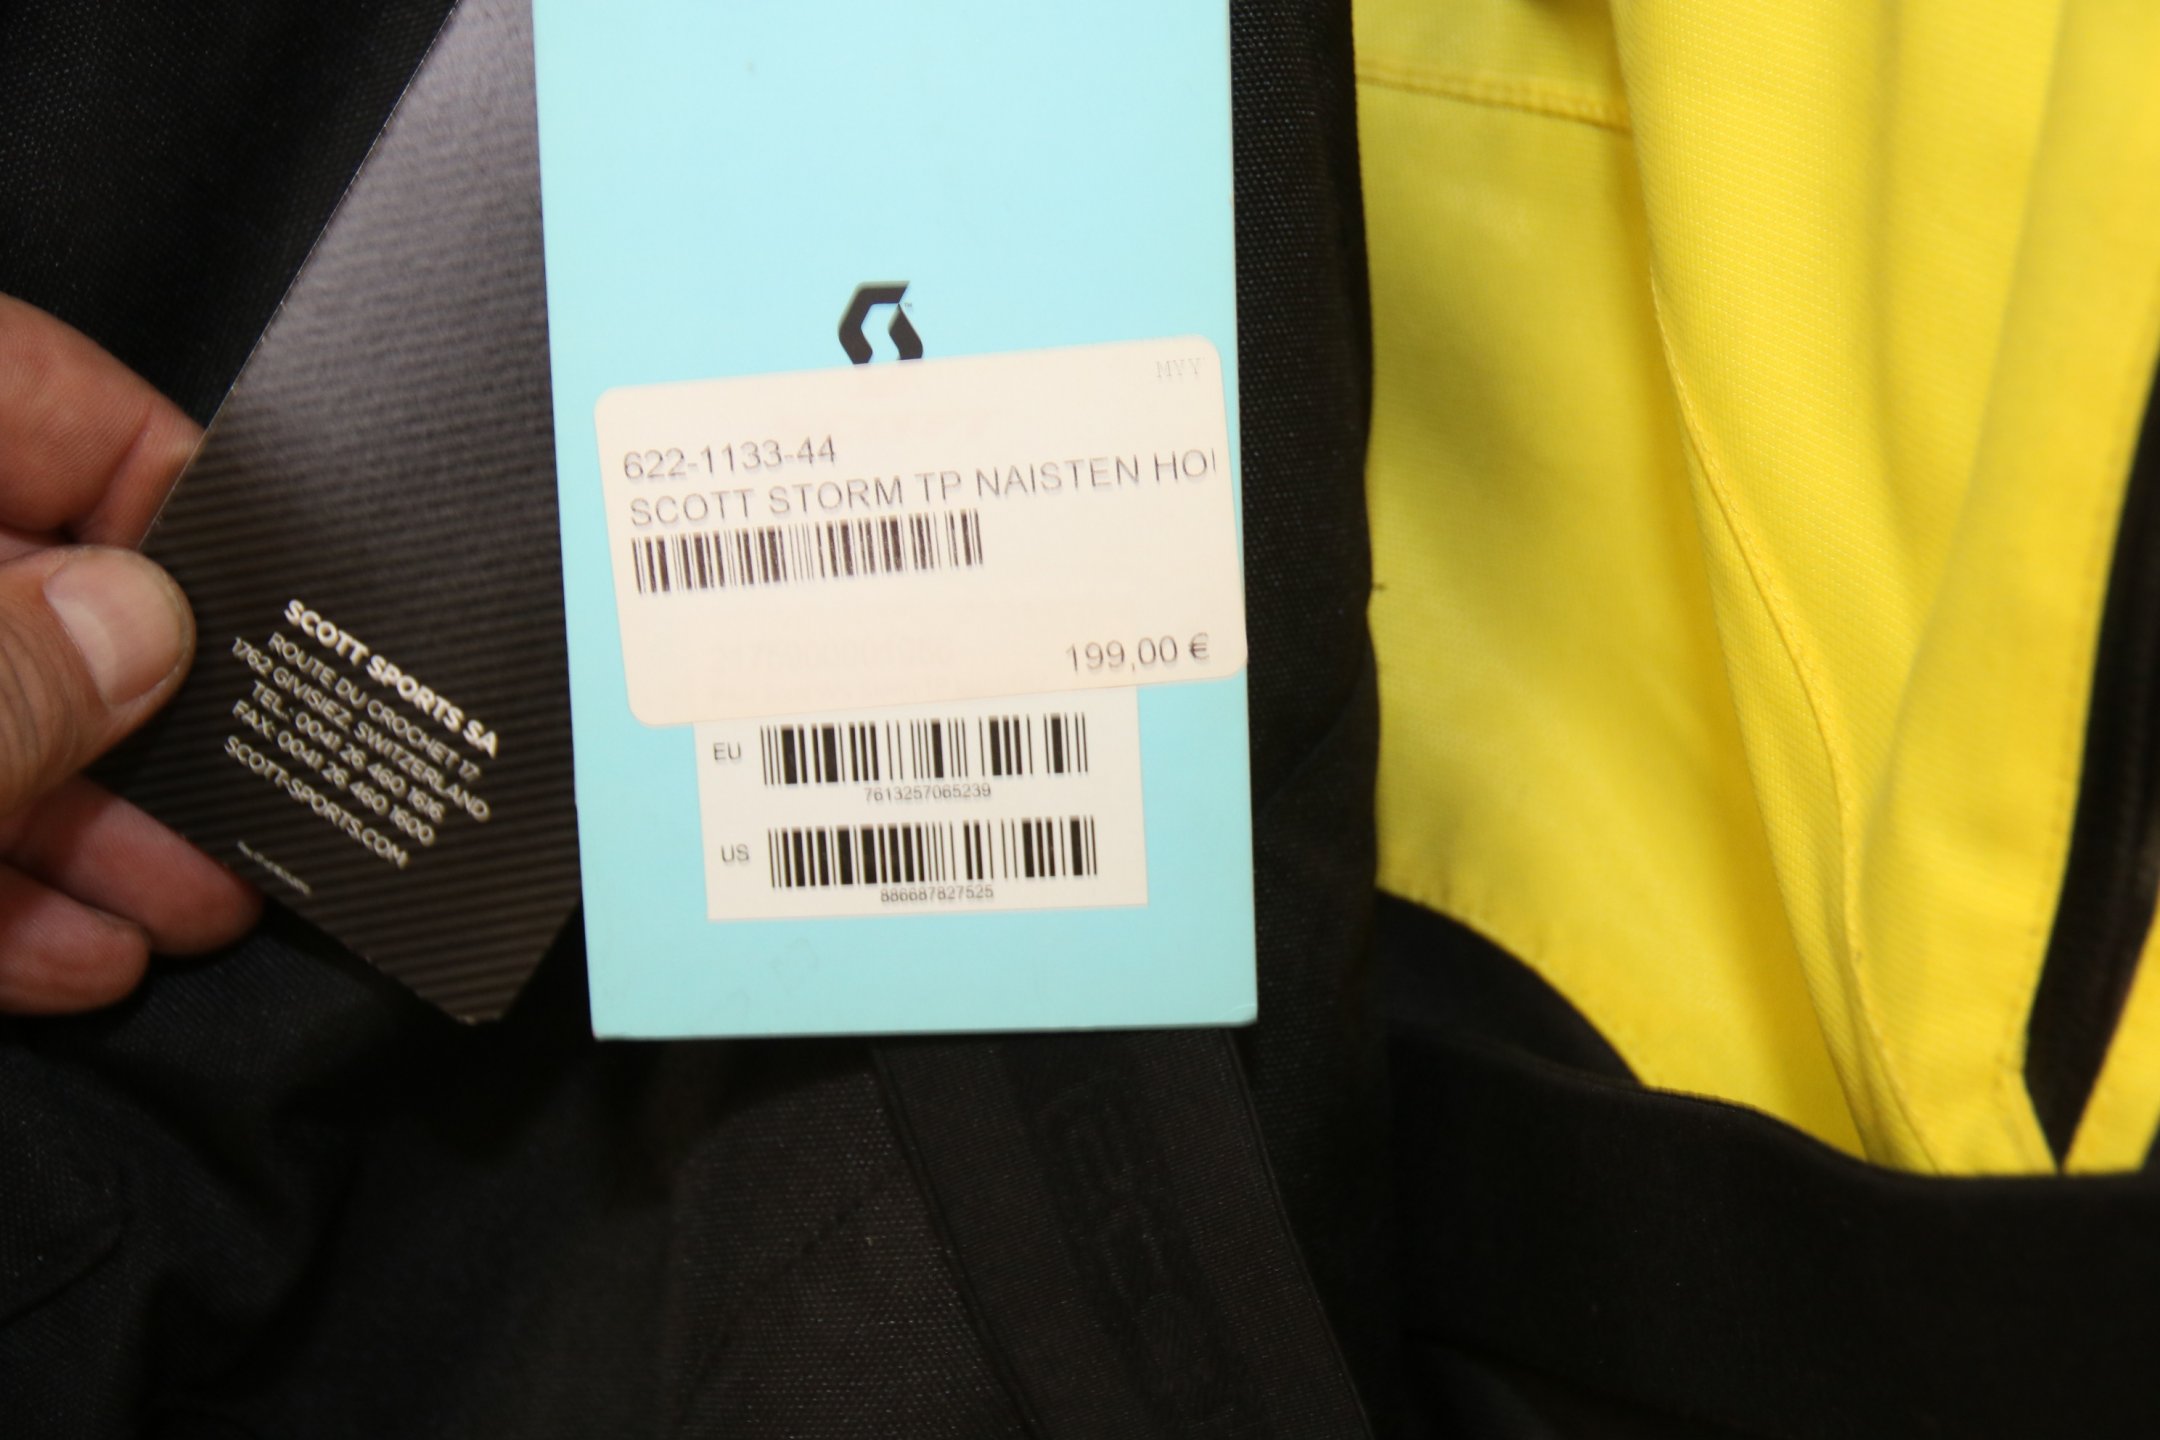 622-1133-44
SCOTT STORM TP NAISTEN HO
199,00 €
EU
7613257065239
US
886687827525
SCOTT SPORTS SA
ROUTE DU CROCHET 17
1762 GIVISIEZ, SWITZERLAND
TEL: 0041 26 460 1616
FAX: 0041 26 460 1600
SCOTT-SPORTS.COM